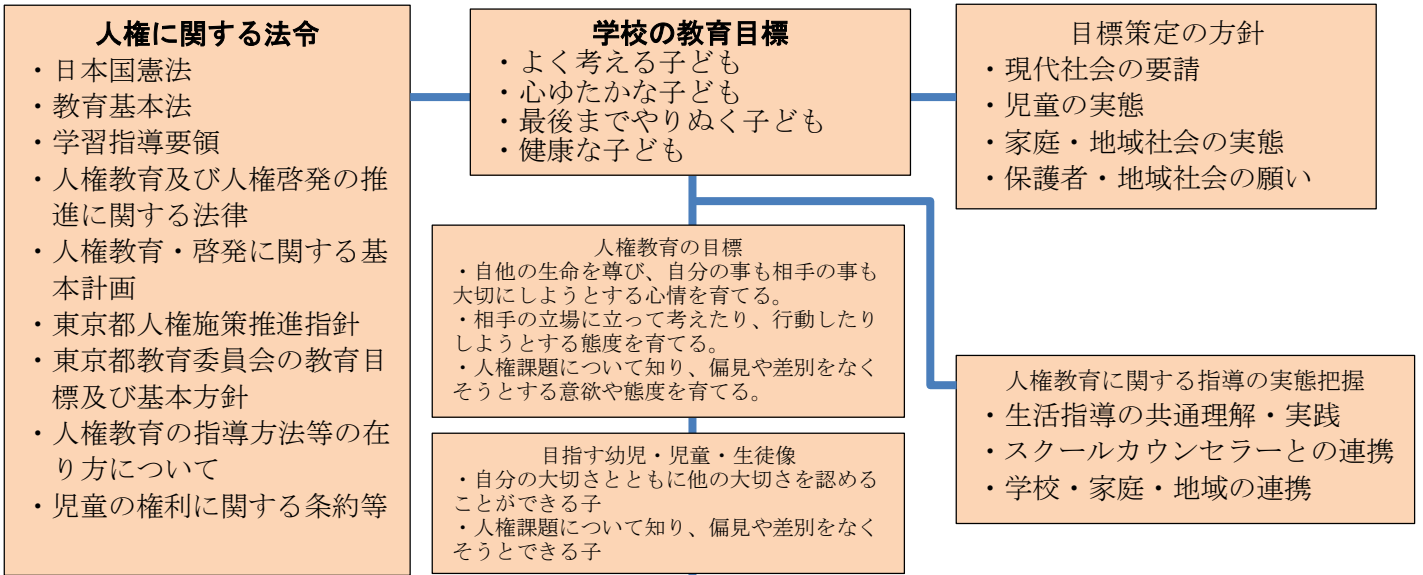 人権に関する法令
・日本国憲法
・教育基本法
・学習指導要領
・人権教育及び人権啓発の推
進に関する法律
・人権教育・啓発に関する基
本計画
・東京都人権施策推進指針
・東京都教育委員会の教育目
標及び基本方針
・人権教育の指導方法等の在
り方について
・児童の権利に関する条約等
学校の教育目標
・よく考える子ども
・心ゆたかな子ども
・最後までやりぬく子ども
・健康な子ども
目標策定の方針
・現代社会の要請
・児童の実態
・家庭・地域社会の実態
・保護者・地域社会の願い
人権教育の目標
・自他の生命を尊び、自分の事も相手の事も
大切にしようとする心情を育てる。
・相手の立場に立って考えたり、行動したり
しようとする態度を育てる。
・人権課題について知り、偏見や差別をなく
そうとする意欲や態度を育てる。
人権教育に関する指導の実態把握
・生活指導の共通理解・実践
・スクールカウンセラーとの連携
・学校・家庭・地域の連携
目指す幼児・児童・生徒像
・自分の大切さとともに他の大切さを認める
ことができる子
・人権課題について知り、偏見や差別をなく
そうとできる子